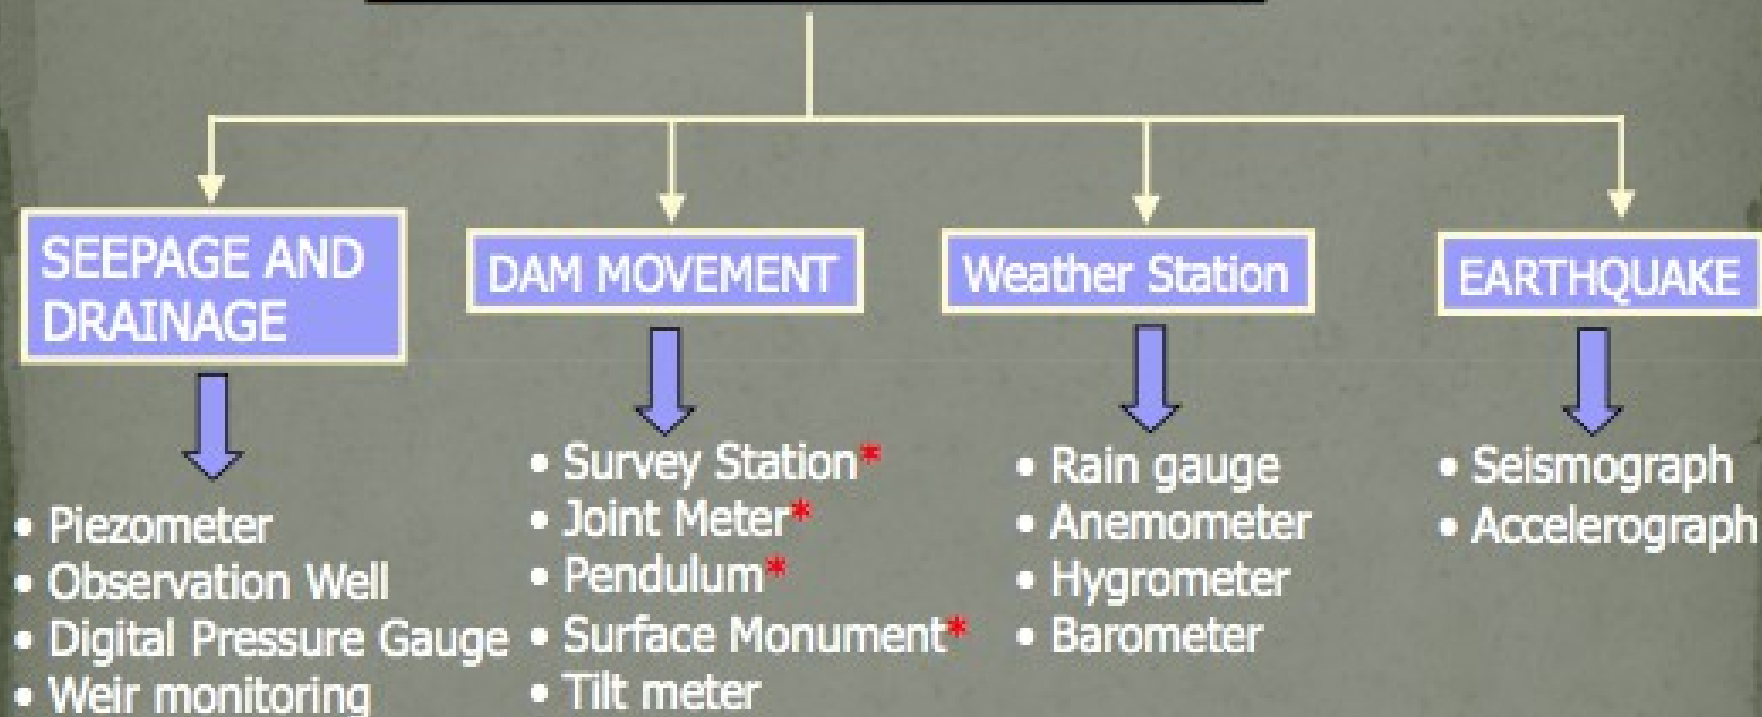 SEEPAGE AND
DRAINAGE
• Piezometer
• Observation Well
• Digital Pressure Gauge
• Weir monitoring
DAM MOVEMENT
• Survey Station*
• Joint Meter*
• Pendulum*
• Surface Monument*
• Tilt meter
Weather Station
• Rain gauge
• Anemometer
• Hygrometer
• Barometer
EARTHQUAKE
• Seismograph
• Accelerograph